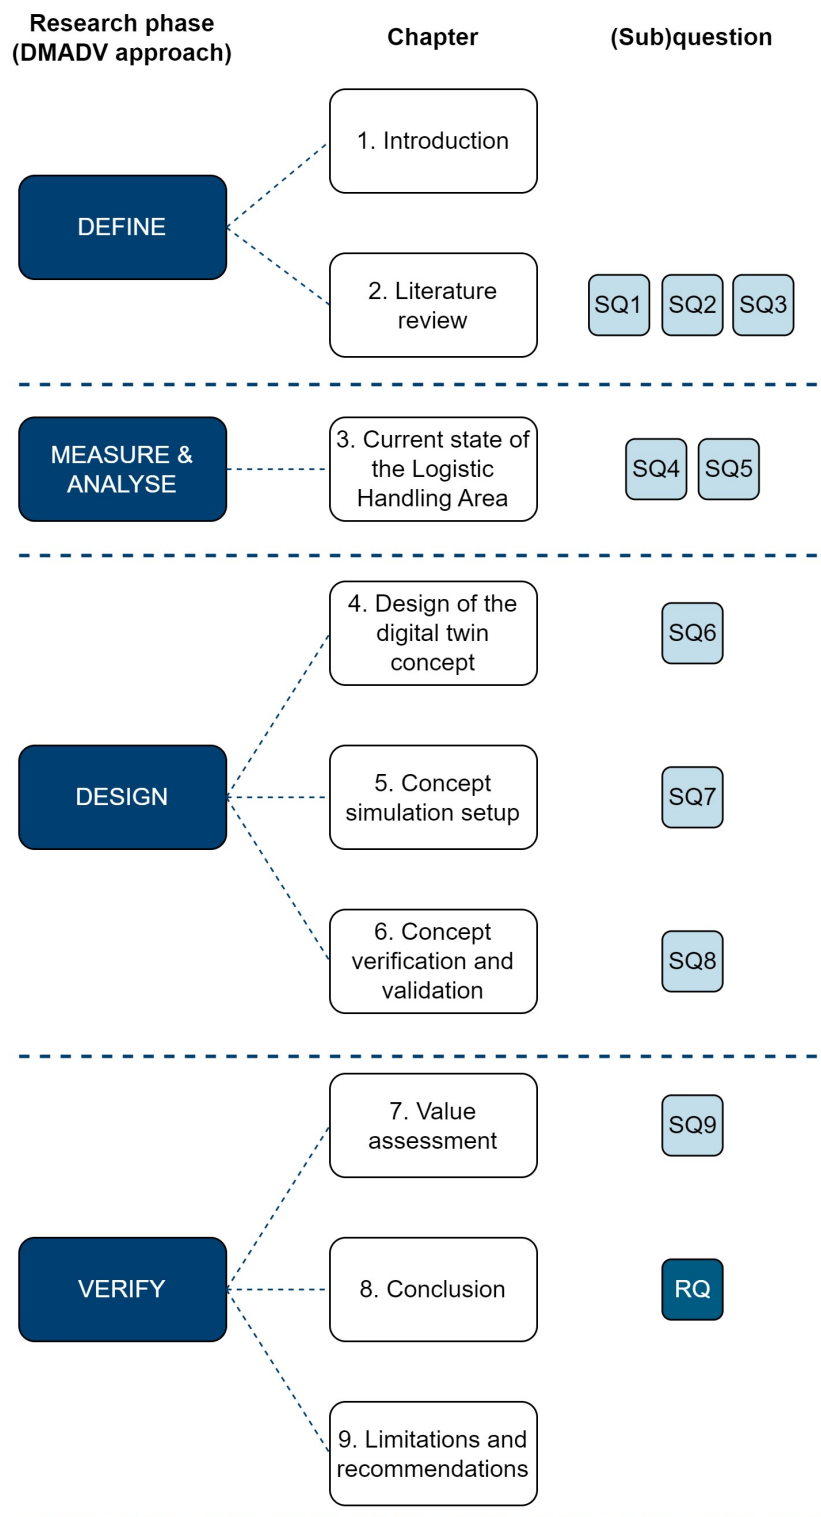 Research phase
(DMADV approach)
Chapter
(Sub)question
1. Introduction
DEFINE
2. Literature
review
SQ1
SQ2
SQ3
MEASURE &
ANALYSE
3. Current state of
the Logistic
Handling Area
SQ4
SQ5
4. Design of the
digital twin
concept
SQ6
DESIGN
5. Concept
simulation setup
SQ7
6. Concept
verification and
validation
SQ8
7. Value
assessment
SQ9
VERIFY
8. Conclusion
RQ
9. Limitations and
recommendations